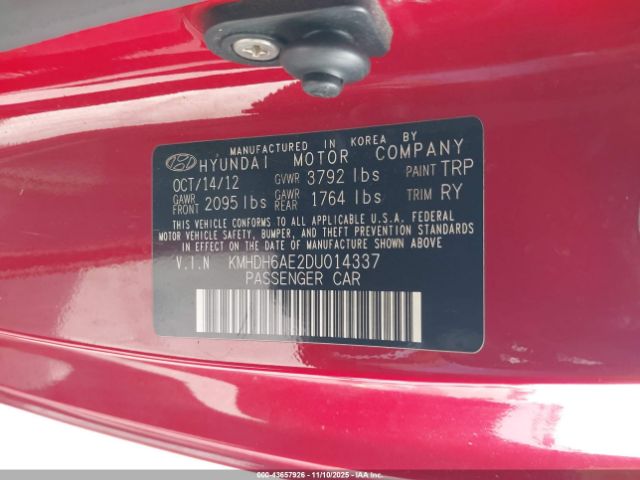 MANUFACTURED IN KOREA BY
HYUNDAI MOTOR COMPANY
OCT/14/12 GVWR 3792 lbs PAINT TRP
GAWR FRONT 2095 lbs GAWR REAR 1764 lbs TRIM RY
THIS VEHICLE CONFORMS TO ALL APPLICABLE U.S.A. FEDERAL
MOTOR VEHICLE SAFETY, BUMPER, AND THEFT PREVENTION STANDARDS
IN EFFECT ON THE DATE OF MANUFACTURE SHOWN ABOVE.
V.I.N KMHDH6AE2DU014337
PASSENGER CAR
000-43657926 - 11/10/2025 - IAAI.COM